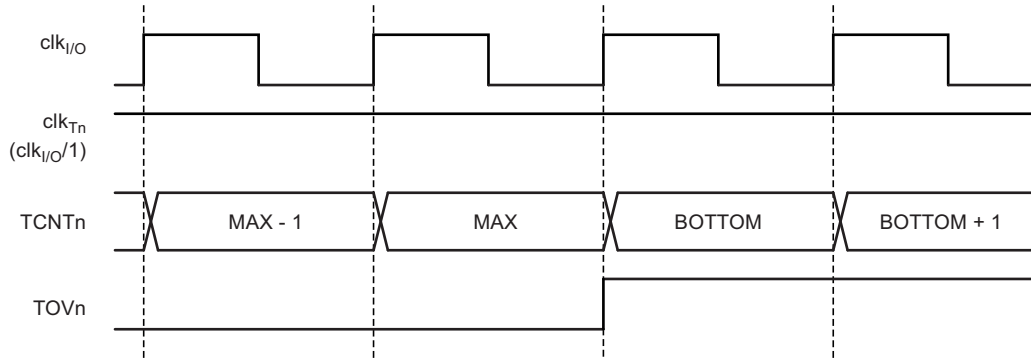 clkI/O
clkTn
(clkI/O/1)
TCNTn MAX - 1 MAX BOTTOM BOTTOM + 1
TOVn